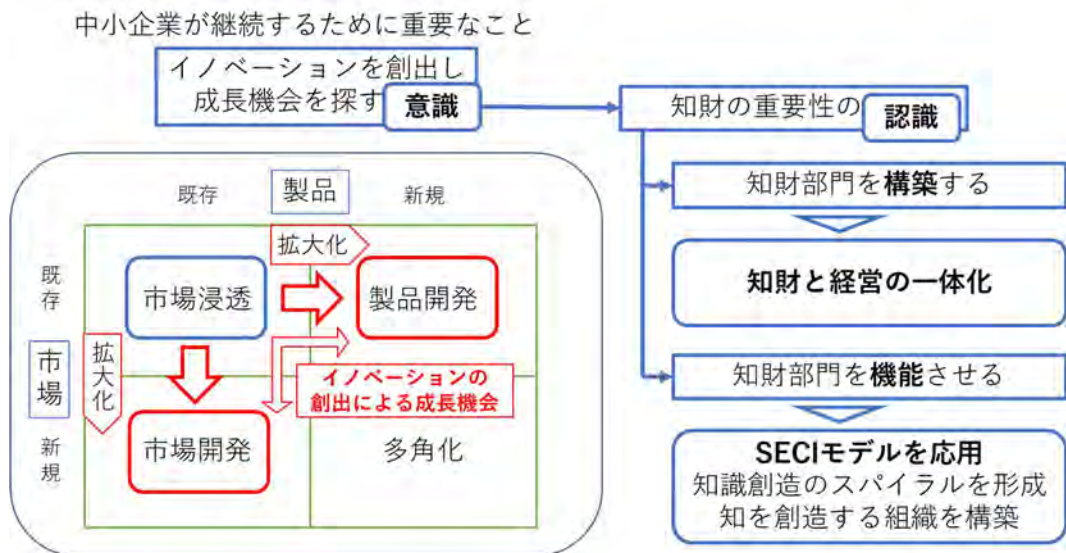 中小企業が継続するために重要なこと
イノベーションを創出し
成長機会を探す
意識
知財の重要性の
認識
知財部門を構築する
知財と経営の一体化
知財部門を機能させる
SECIモデルを応用
知識創造のスパイラルを形成
知を創造する組織を構築
既存
製品
新規
拡大化
既存
市場
新規
拡大化
市場浸透
製品開発
イノベーションの
創出による成長機会
市場開発
多角化